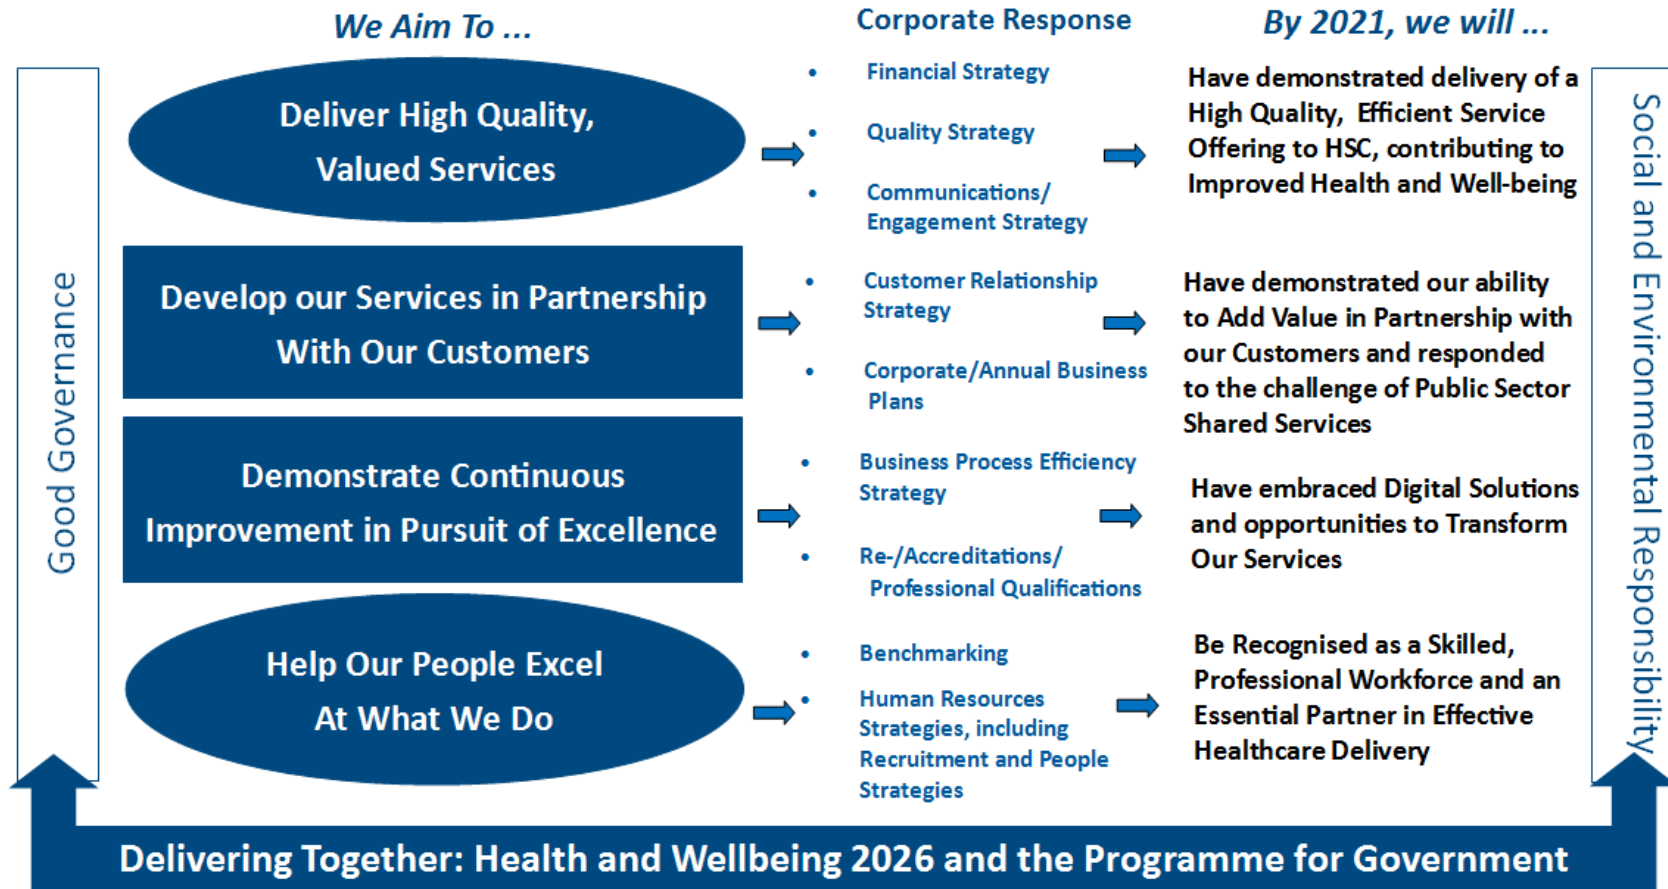 We Aim To ...
Corporate Response
By 2021, we will ...
Good Governance
Deliver High Quality,
Valued Services
• Financial Strategy
• Quality Strategy
• Communications/
Engagement Strategy
Have demonstrated delivery of a
High Quality, Efficient Service
Offering to HSC, contributing to
Improved Health and Well-being
Develop our Services in Partnership
With Our Customers
• Customer Relationship
Strategy
• Corporate/Annual Business
Plans
Have demonstrated our ability
to Add Value in Partnership with
our Customers and responded
to the challenge of Public Sector
Shared Services
Demonstrate Continuous
Improvement in Pursuit of Excellence
• Business Process Efficiency
Strategy
• Re-/Accreditations/
Professional Qualifications
Have embraced Digital Solutions
and opportunities to Transform
Our Services
Help Our People Excel
At What We Do
• Benchmarking
• Human Resources
Strategies, including
Recruitment and People
Strategies
Be Recognised as a Skilled,
Professional Workforce and an
Essential Partner in Effective
Healthcare Delivery
Social and Environmental Responsibility
Delivering Together: Health and Wellbeing 2026 and the Programme for Government